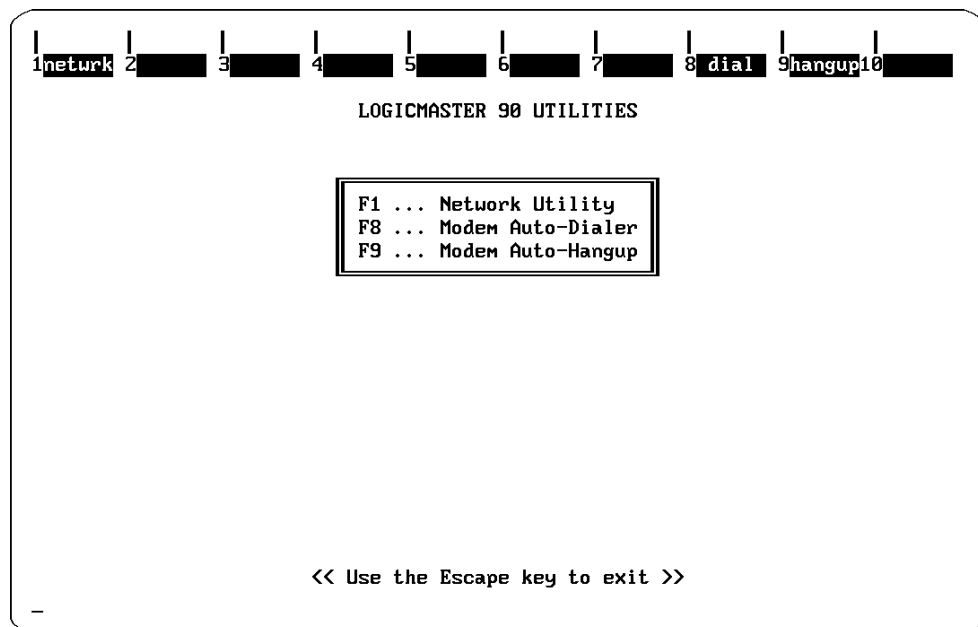 1netwrk 2 3 4 5 6 7 8 dial 9hangup10
LOGICMASTER 90 UTILITIES
F1 ... Network Utility
F8 ... Modem Auto-Dialer
F9 ... Modem Auto-Hangup
<< Use the Escape key to exit >>
_